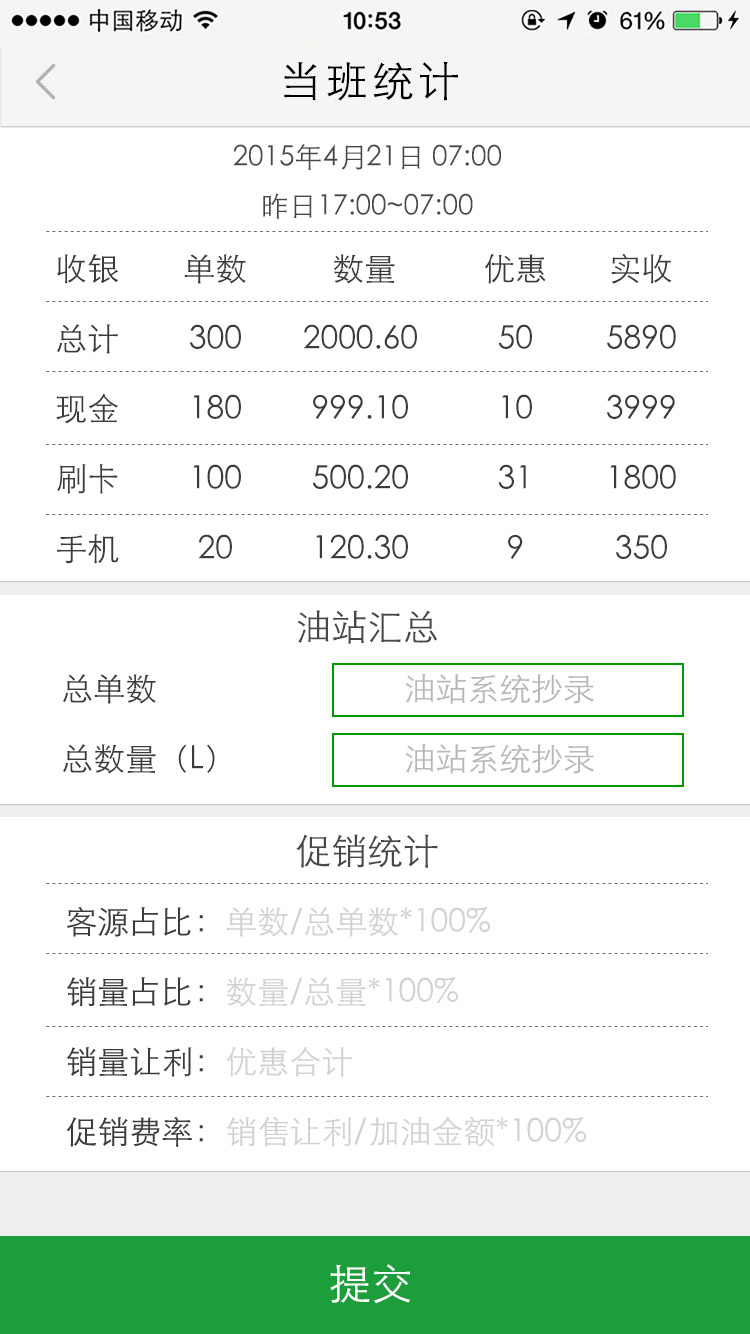 中国移动 10:53 61%
当班统计
2015年4月21日 07:00
昨日17:00~07:00
收银 单数 数量 优惠 实收
总计 300 2000.60 50 5890
现金 180 999.10 10 3999
刷卡 100 500.20 31 1800
手机 20 120.30 9 350
油站汇总
总单数 油站系统抄录
总数量（L） 油站系统抄录
促销统计
客源占比：单数/总单数*100%
销量占比：数量/总量*100%
销量让利：优惠合计
促销费率：销售让利/加油金额*100%
提交